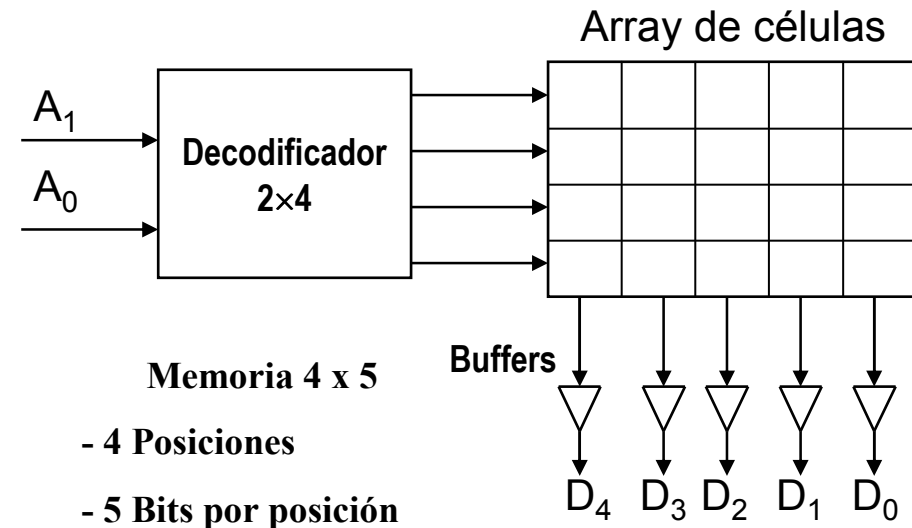 Array de células
A₁
Decodificador
2×4
A₀
Buffers
Memoria 4 x 5
- 4 Posiciones
- 5 Bits por posición
D₄ D₃ D₂ D₁ D₀